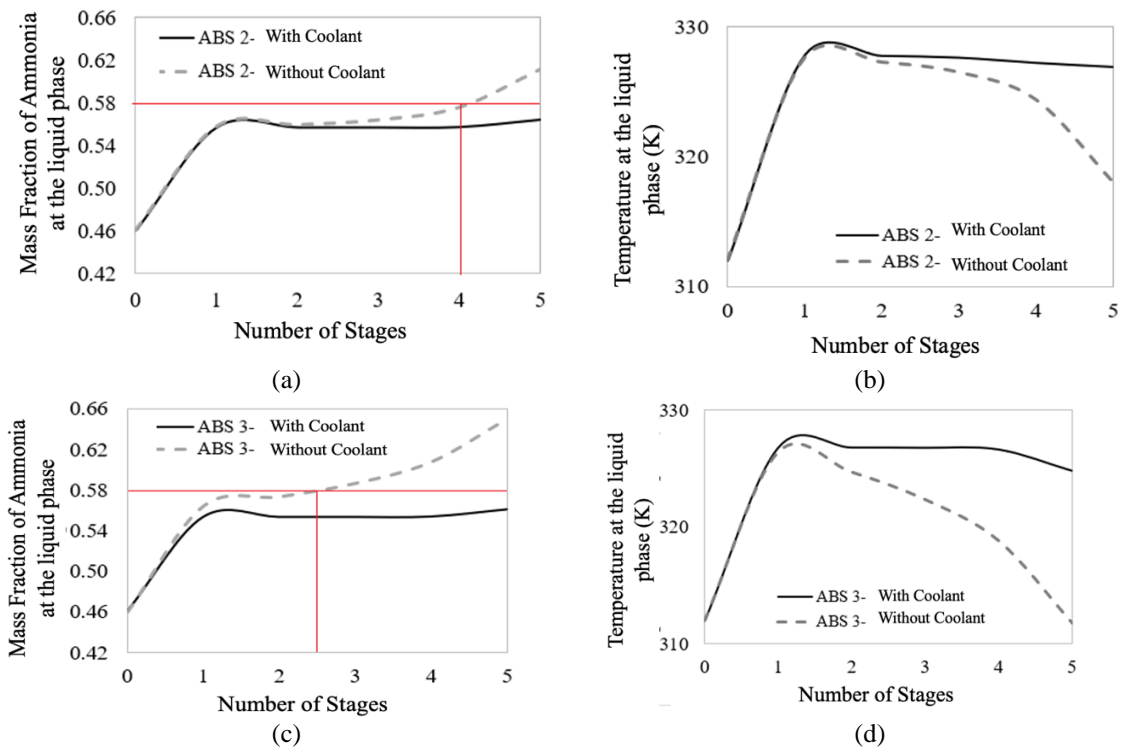 Mass Fraction of Ammonia
at the liquid phase
0.66
0.62
0.58
0.54
0.50
0.46
0.42
ABS 2- With Coolant
ABS 2- Without Coolant
0 1 2 3 4 5
Number of Stages
(a)
Temperature at the liquid
phase (K)
330
320
310
ABS 2- With Coolant
ABS 2- Without Coolant
0 1 2 3 4 5
Number of Stages
(b)
Mass Fraction of Ammonia
at the liquid phase
0.66
0.62
0.58
0.54
0.50
0.46
0.42
ABS 3- With Coolant
ABS 3- Without Coolant
0 1 2 3 4 5
Number of Stages
(c)
Temperature at the liquid
phase (K)
330
320
310
ABS 3- With Coolant
ABS 3- Without Coolant
0 1 2 3 4 5
Number of Stages
(d)